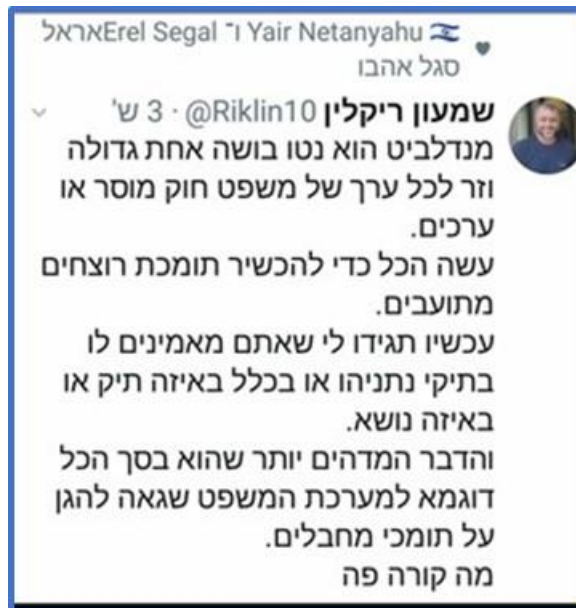 Yair Netanyahu 🇮🇱 ו־ Erel Segalאראל
סגל אהבו
שמעון ריקלין @Riklin10 · 3 ש'
מנדלביט הוא נטו בושה אחת גדולה
וזר לכל ערך של משפט חוק מוסר או
ערכים.
עשה הכל כדי להכשיר תומכת רוצחים
מתועבים.
עכשיו תגידו לי שאתם מאמינים לו
בתיקי נתניהו או בכלל באיזה תיק או
באיזה נושא.
והדבר המדהים יותר שהוא בסך הכל
דוגמא למערכת המשפט שגאה להגן
על תומכי מחבלים.
מה קורה פה